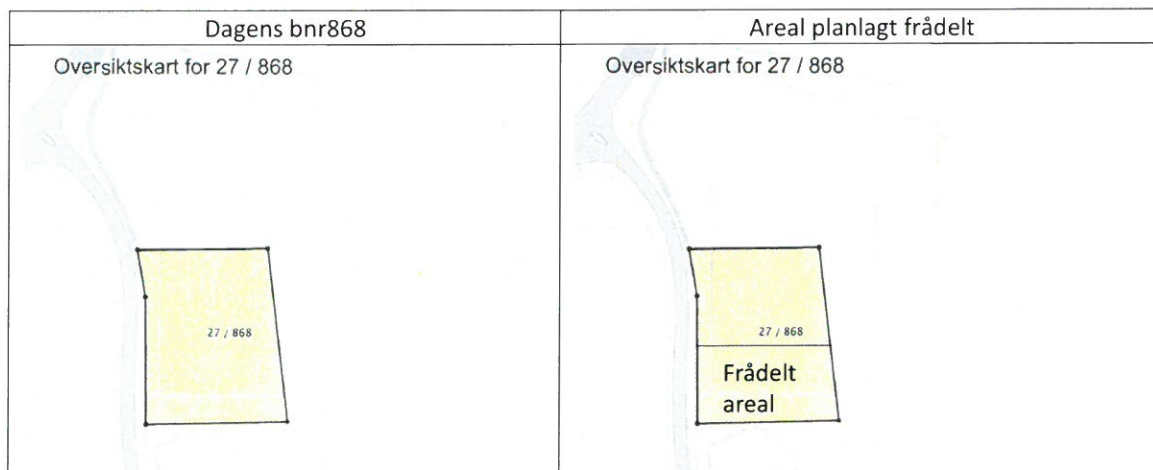 Dagens bnr868
Areal planlagt frådelt
Oversiktskart for 27 / 868
27 / 868
Oversiktskart for 27 / 868
27 / 868
Frådelt
areal